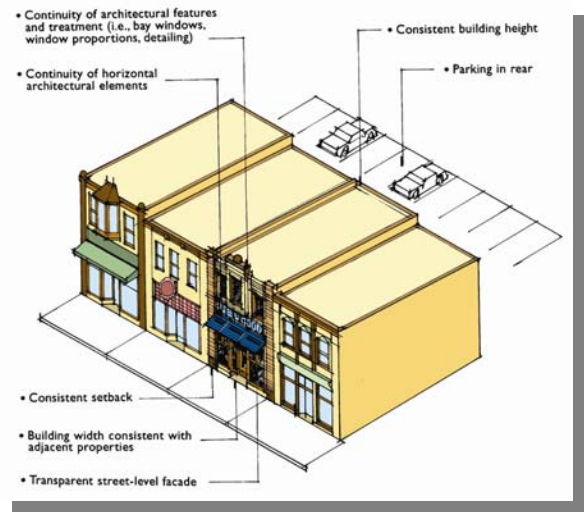 • Continuity of architectural features
and treatment (i.e., bay windows,
window proportions, detailing)
• Consistent building height
• Continuity of horizontal
architectural elements
• Parking in rear
• Consistent setback
• Building width consistent with
adjacent properties
• Transparent street-level facade